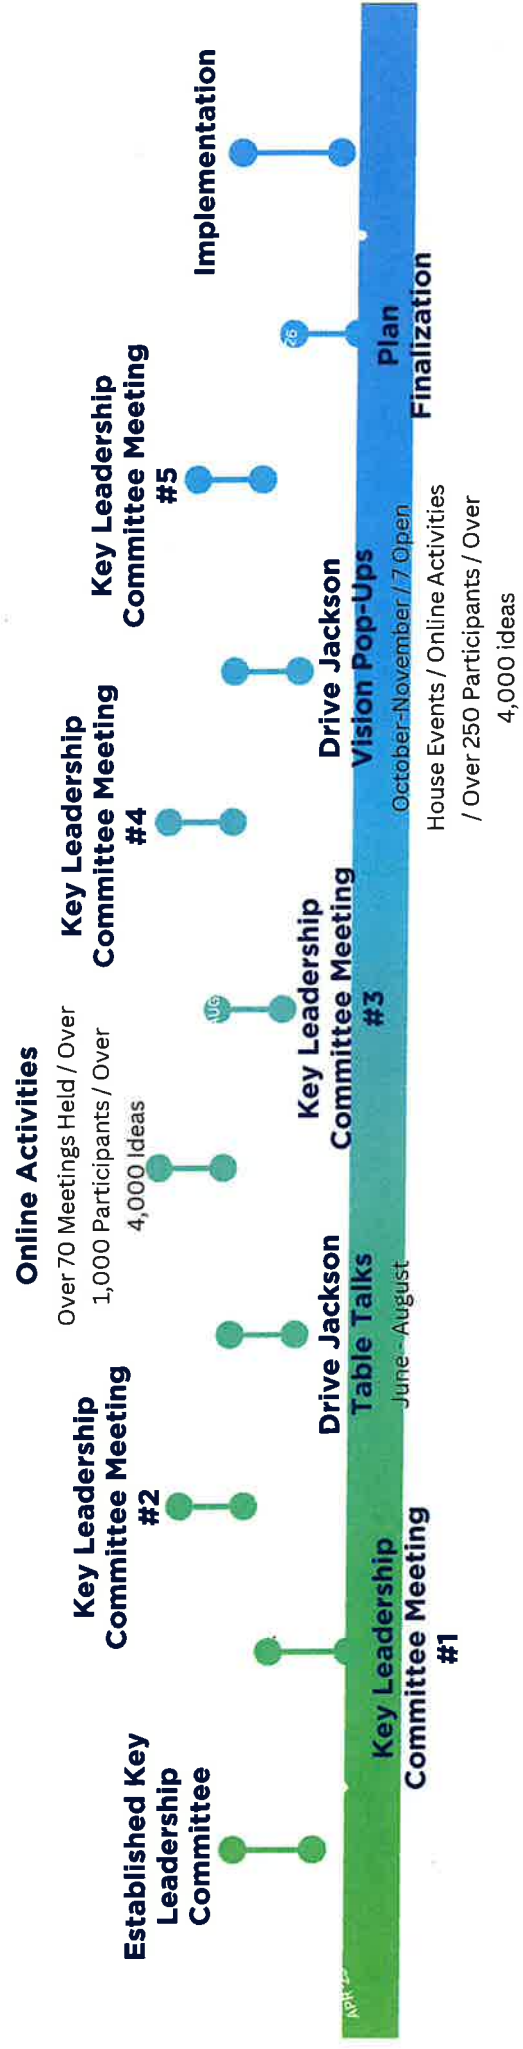 Established Key
Leadership
Committee
Key Leadership
Committee Meeting
#1
Key Leadership
Committee Meeting
#2
Drive Jackson
Table Talks
June - August
Online Activities
Over 70 Meetings Held / Over
1,000 Participants / Over
4,000 Ideas
AUG
Key Leadership
Committee Meeting
#3
Key Leadership
Committee Meeting
#4
Drive Jackson
Vision Pop-Ups
October-November / 7 Open
House Events / Online Activities
/ Over 250 Participants / Over
4,000 ideas
Key Leadership
Committee Meeting
#5
26
Plan
Finalization
Implementation
APR